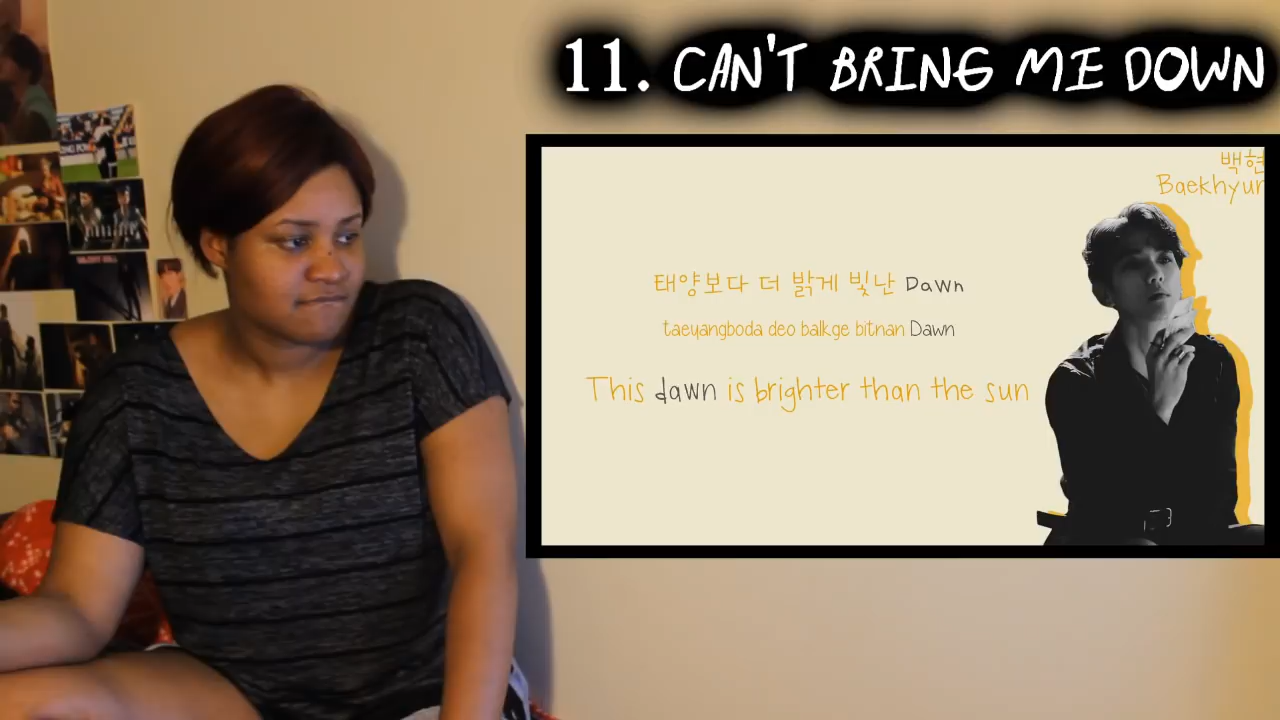 11. CAN'T BRING ME DOWN
백현
Baekhyun
태양보다 더 밝게 빛난 Dawn
taeyangboda deo balkge bitnan Dawn
This dawn is brighter than the sun